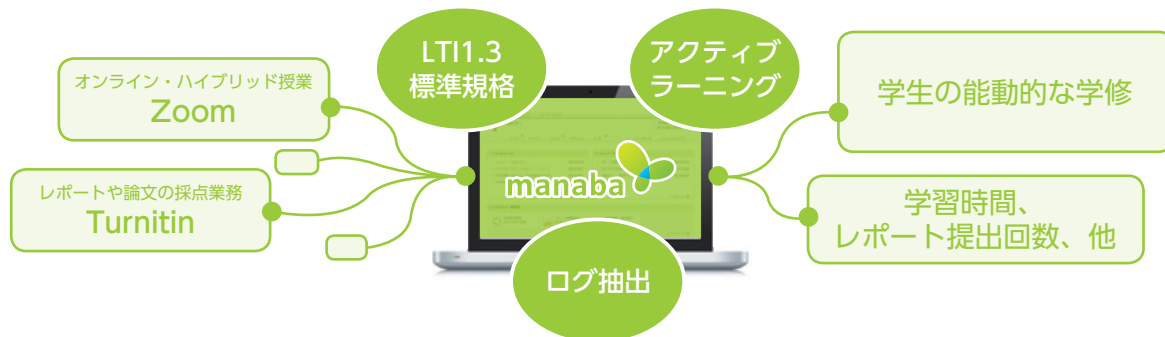 LTI1.3
標準規格
アクティブ
ラーニング
オンライン・ハイブリッド授業
Zoom
レポートや論文の採点業務
Turnitin
manaba
学生の能動的な学修
学習時間、
レポート提出回数、他
ログ抽出